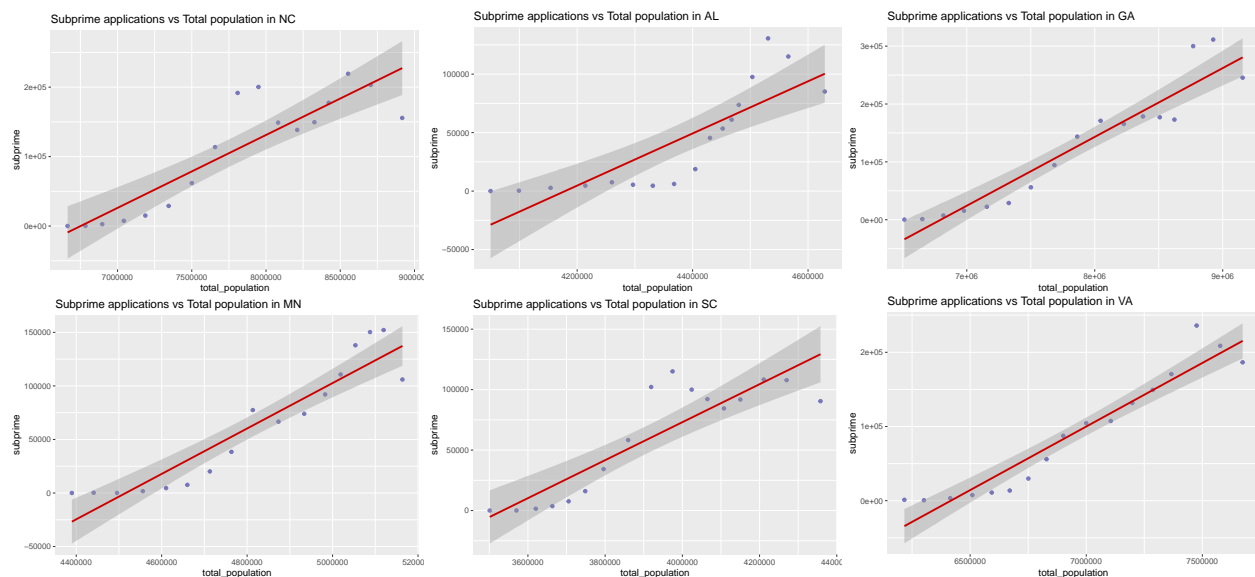 Subprime applications vs Total population in NC
2e+05
1e+05
0e+00
subprime
7000000 7500000 8000000 8500000 900000
total_population
Subprime applications vs Total population in AL
100000
50000
0
−50000
subprime
4200000 4400000 4600000
total_population
Subprime applications vs Total population in GA
3e+05
2e+05
1e+05
0e+00
subprime
7e+06 8e+06 9e+06
total_population
Subprime applications vs Total population in MN
150000
100000
50000
0
−50000
subprime
4400000 4600000 4800000 5000000 52000
total_population
Subprime applications vs Total population in SC
150000
100000
50000
0
subprime
3600000 3800000 4000000 4200000 44000
total_population
Subprime applications vs Total population in VA
2e+05
1e+05
0e+00
subprime
6500000 7000000 7500000
total_population